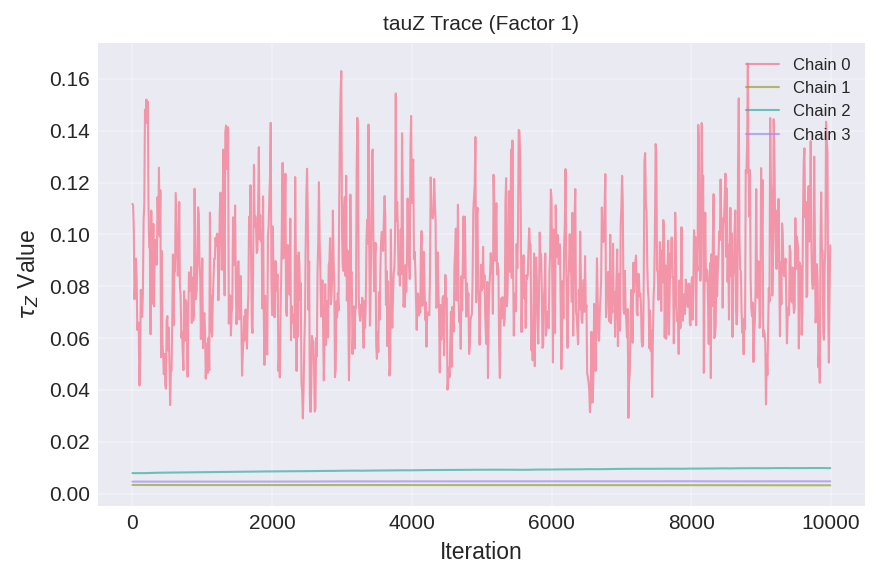 tauZ Trace (Factor 1)
τZ Value
0.16
0.14
0.12
0.10
0.08
0.06
0.04
0.02
0.00
Chain 0
Chain 1
Chain 2
Chain 3
0 2000 4000 6000 8000 10000
Iteration